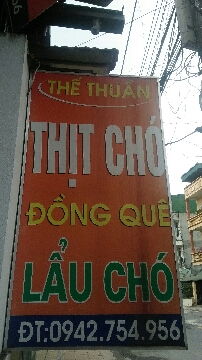 THẾ THUẬN
THỊT CHÓ
ĐỒNG QUÊ
LẨU CHÓ
ĐT:0942.754.956